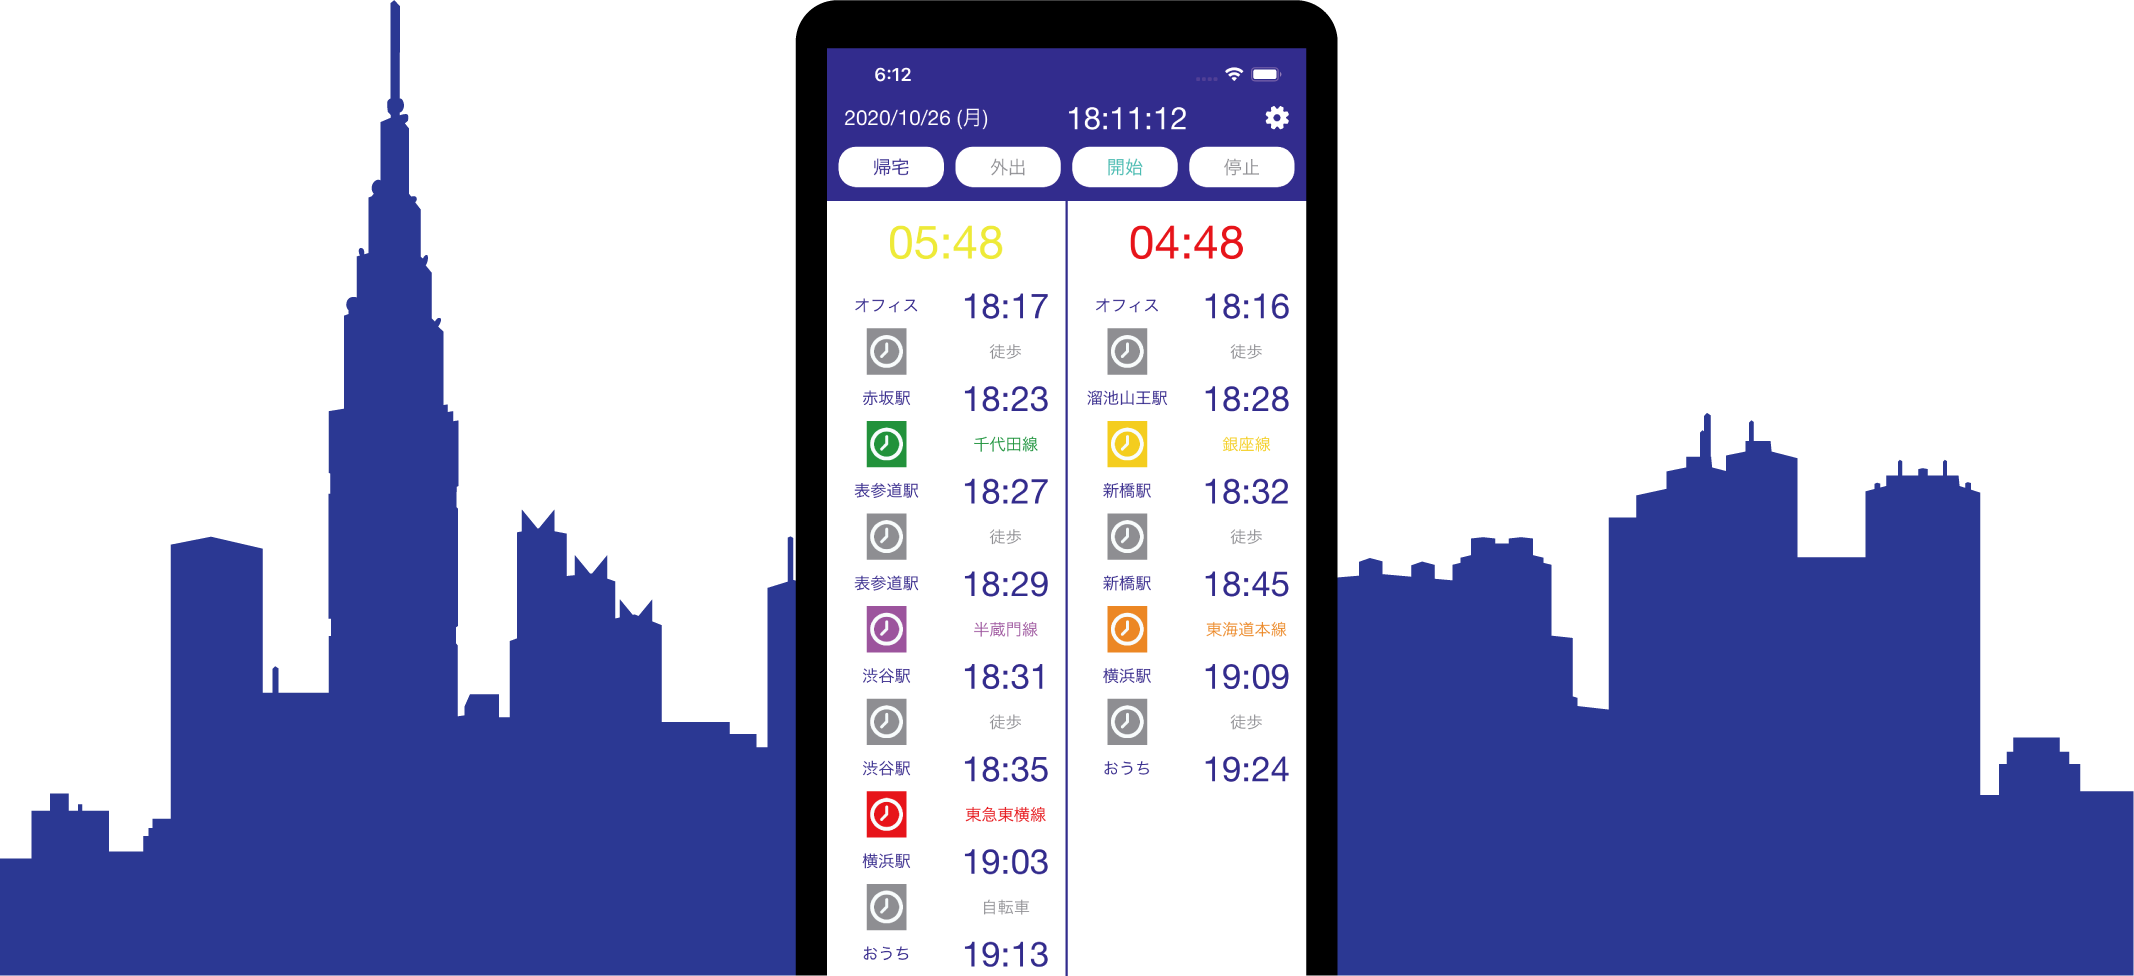 6:12
2020/10/26 (月) 18:11:12
帰宅 外出 開始 停止
05:48
オフィス 18:17
徒歩
赤坂駅 18:23
千代田線
表参道駅 18:27
徒歩
表参道駅 18:29
半蔵門線
渋谷駅 18:31
徒歩
渋谷駅 18:35
東急東横線
横浜駅 19:03
自転車
おうち 19:13
04:48
オフィス 18:16
徒歩
溜池山王駅 18:28
銀座線
新橋駅 18:32
徒歩
新橋駅 18:45
東海道本線
横浜駅 19:09
徒歩
おうち 19:24